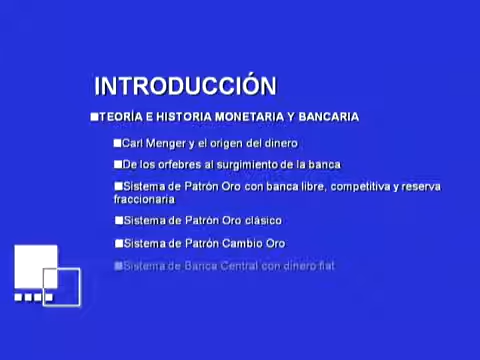 INTRODUCCIÓN
TEORÍA E HISTORIA MONETARIA Y BANCARIA
Carl Menger y el origen del dinero
De los orfebres al surgimiento de la banca
Sistema de Patrón Oro con banca libre, competitiva y reserva
fraccionaria
Sistema de Patrón Oro clásico
Sistema de Patrón Cambio Oro
Sistema de Banca Central con dinero fiat